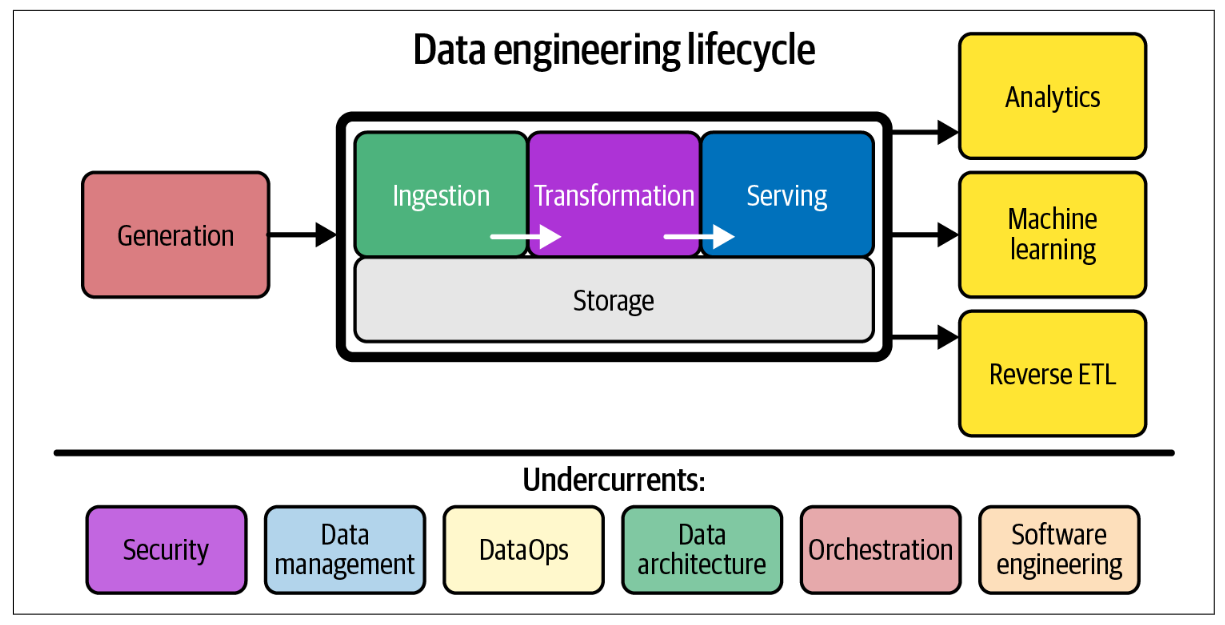 Data engineering lifecycle
Generation
Ingestion
Transformation
Serving
Storage
Analytics
Machine
learning
Reverse ETL
Undercurrents:
Security
Data
management
DataOps
Data
architecture
Orchestration
Software
engineering